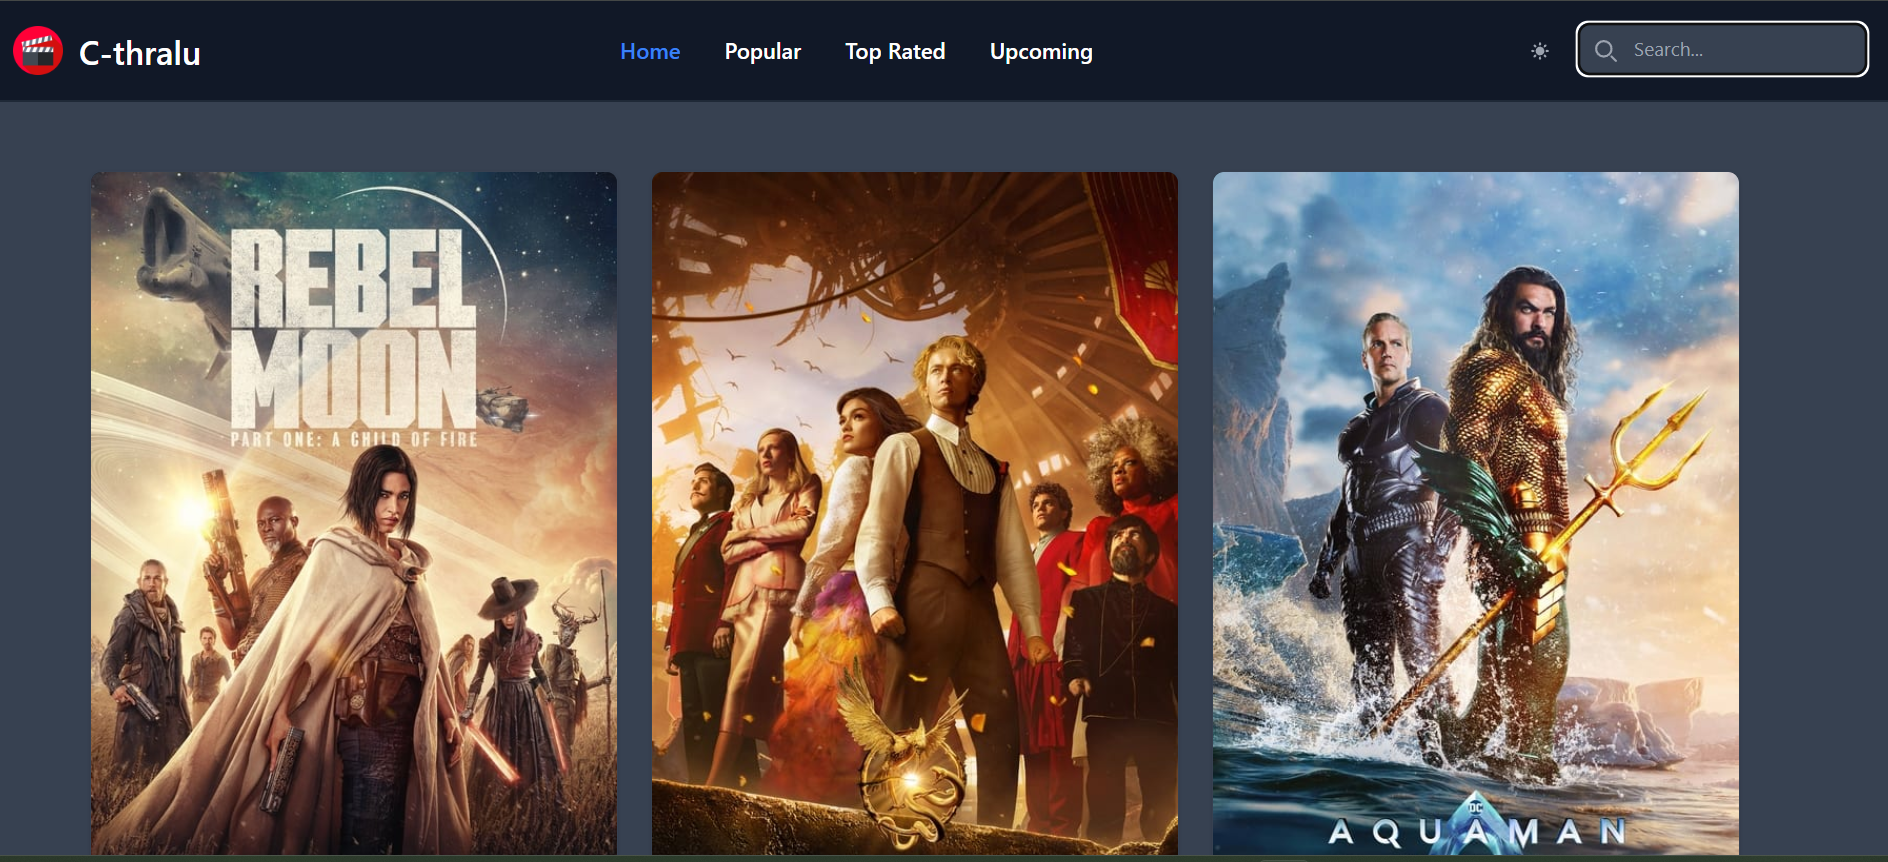 C-thralu
Home
Popular
Top Rated
Upcoming
Search...
REBEL
MOON
PART ONE: A CHILD OF FIRE
DC
AQUAMAN